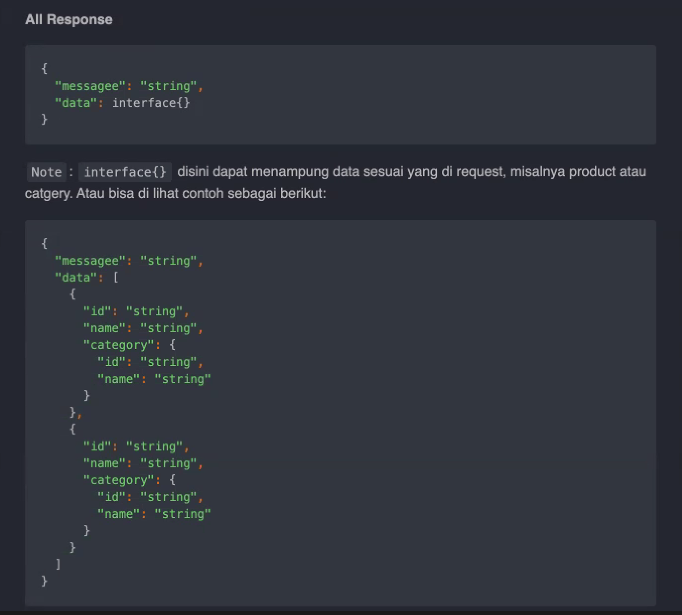 All Response
{
  "messagee": "string",
  "data": interface{}
}
Note : interface{} disini dapat menampung data sesuai yang di request, misalnya product atau
catgery. Atau bisa di lihat contoh sebagai berikut:
{
  "messagee": "string",
  "data": [
    {
      "id": "string",
      "name": "string",
      "category": {
        "id": "string",
        "name": "string"
      }
    },
    {
      "id": "string",
      "name": "string",
      "category": {
        "id": "string",
        "name": "string"
      }
    }
  ]
}